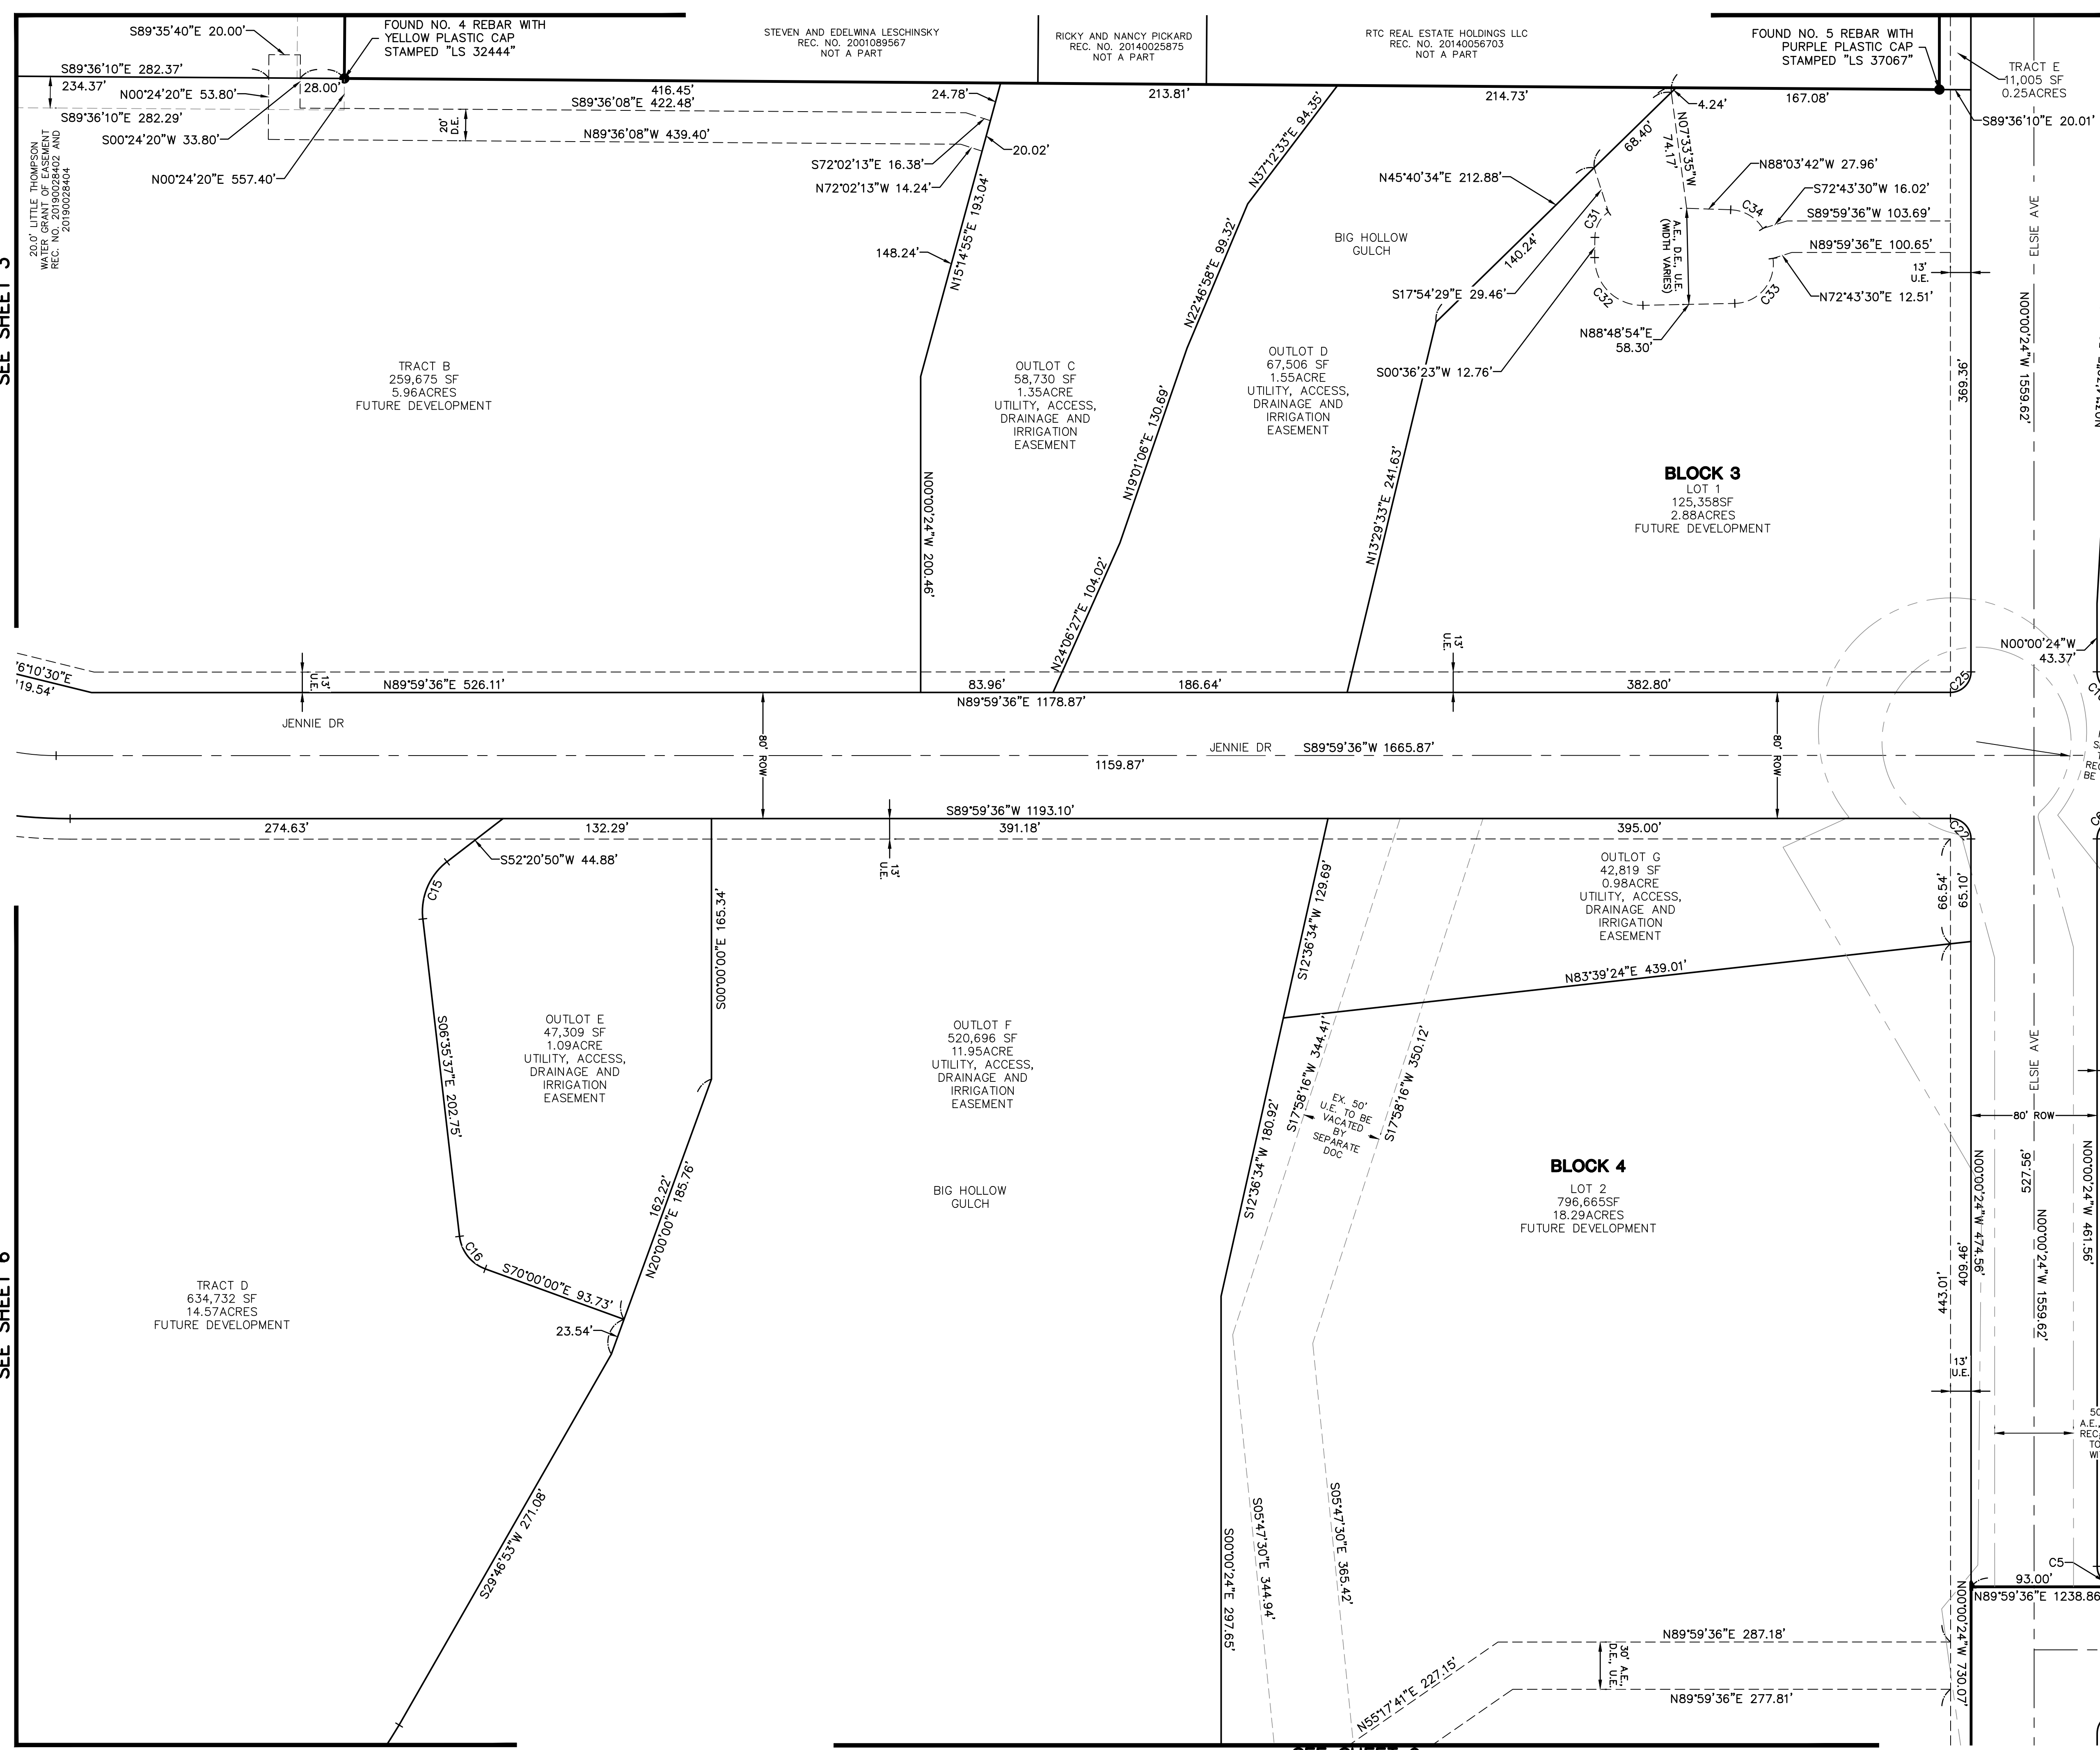 S89°35'40"E 20.00'
FOUND NO. 4 REBAR WITH
YELLOW PLASTIC CAP
STAMPED "LS 32444"
STEVEN AND EDELWINA LESCHINSKY
REC. NO. 2001089567
NOT A PART
RICKY AND NANCY PICKARD
REC. NO. 20140025875
NOT A PART
RTC REAL ESTATE HOLDINGS LLC
REC. NO. 20140056703
NOT A PART
FOUND NO. 5 REBAR WITH
PURPLE PLASTIC CAP
STAMPED "LS 37067"
TRACT E
11,005 SF
0.25ACRES
S89°36'10"E 20.01'
S89°36'10"E 282.37'
234.37'
N00°24'20"E 53.80'
28.00'
S89°36'10"E 282.29'
S00°24'20"W 33.80'
N00°24'20"E 557.40'
20.0' LITTLE THOMPSON
WATER GRANT OF EASEMENT
REC. NO. 20190028402 AND
20190028404
416.45'
S89°36'08"E 422.48'
24.78'
20'
D.E.
N89°36'08"W 439.40'
S72°02'13"E 16.38'
N72°02'13"W 14.24'
20.02'
N15°14'55"E 193.04'
148.24'
213.81'
N37°12'33"E 94.35'
214.73'
4.24'
167.08'
68.40'
N07°33'35"W
74.17'
N45°40'34"E 212.88'
N88°03'42"W 27.96'
S72°43'30"W 16.02'
S89°59'36"W 103.69'
C34
C31
BIG HOLLOW
GULCH
140.24'
A.E., D.E., U.E.
(WIDTH VARIES)
N89°59'36"E 100.65'
13'
U.E.
N72°43'30"E 12.51'
S17°54'29"E 29.46'
C32
C33
N88°48'54"E
58.30'
S00°36'23"W 12.76'
N22°46'58"E 99.32'
ELSIE AVE
N00°00'24"W 1559.62'
369.36'
SEE SHEET 5
TRACT B
259,675 SF
5.96ACRES
FUTURE DEVELOPMENT
OUTLOT C
58,730 SF
1.35ACRE
UTILITY, ACCESS,
DRAINAGE AND
IRRIGATION
EASEMENT
OUTLOT D
67,506 SF
1.55ACRE
UTILITY, ACCESS,
DRAINAGE AND
IRRIGATION
EASEMENT
N19°01'06"E 130.69'
N13°29'33"E 241.63'
BLOCK 3
LOT 1
125,358SF
2.88ACRES
FUTURE DEVELOPMENT
N00°00'24"W 200.46'
N24°06'27"E 104.02'
13'
U.E.
N00°00'24"W
43.37'
6°10'30"E
19.54'
13'
U.E.
N89°59'36"E 526.11'
83.96'
186.64'
N89°59'36"E 1178.87'
382.80'
C25
JENNIE DR
80' ROW
JENNIE DR
S89°59'36"W 1665.87'
1159.87'
80' ROW
S89°59'36"W 1193.10'
274.63'
132.29'
391.18'
395.00'
C22
13'
U.E.
S52°20'50"W 44.88'
C15
S00°00'00"E 165.34'
S12°36'34"W 129.69'
OUTLOT G
42,819 SF
0.98ACRE
UTILITY, ACCESS,
DRAINAGE AND
IRRIGATION
EASEMENT
66.54'
65.10'
N83°39'24"E 439.01'
S06°35'37"E 202.75'
OUTLOT E
47,309 SF
1.09ACRE
UTILITY, ACCESS,
DRAINAGE AND
IRRIGATION
EASEMENT
OUTLOT F
520,696 SF
11.95ACRE
UTILITY, ACCESS,
DRAINAGE AND
IRRIGATION
EASEMENT
S17°58'16"W 344.41'
S17°58'16"W 350.12'
EX. 50'
U.E. TO BE
VACATED
BY
SEPARATE
DOC
ELSIE AVE
80' ROW
S12°36'34"W 180.92'
BLOCK 4
LOT 2
796,665SF
18.29ACRES
FUTURE DEVELOPMENT
BIG HOLLOW
GULCH
162.22'
N20°00'00"E 185.76'
527.56'
N00°00'24"W 474.56'
N00°00'24"W 461.56'
N00°00'24"W 1559.62'
443.01'
409.46'
C16
S70°00'00"E 93.73'
23.54'
SEE SHEET 6
TRACT D
634,732 SF
14.57ACRES
FUTURE DEVELOPMENT
13'
U.E.
S29°46'53"W 271.08'
S00°00'24"E 297.65'
S05°47'30"E 344.94'
S05°47'30"E 365.42'
C5
93.00'
N89°59'36"E 1238.86
N00°00'24"W 730.07'
N89°59'36"E 287.18'
30' A.E.,
D.E., U.E.
N55°17'41"E 227.15'
N89°59'36"E 277.81'